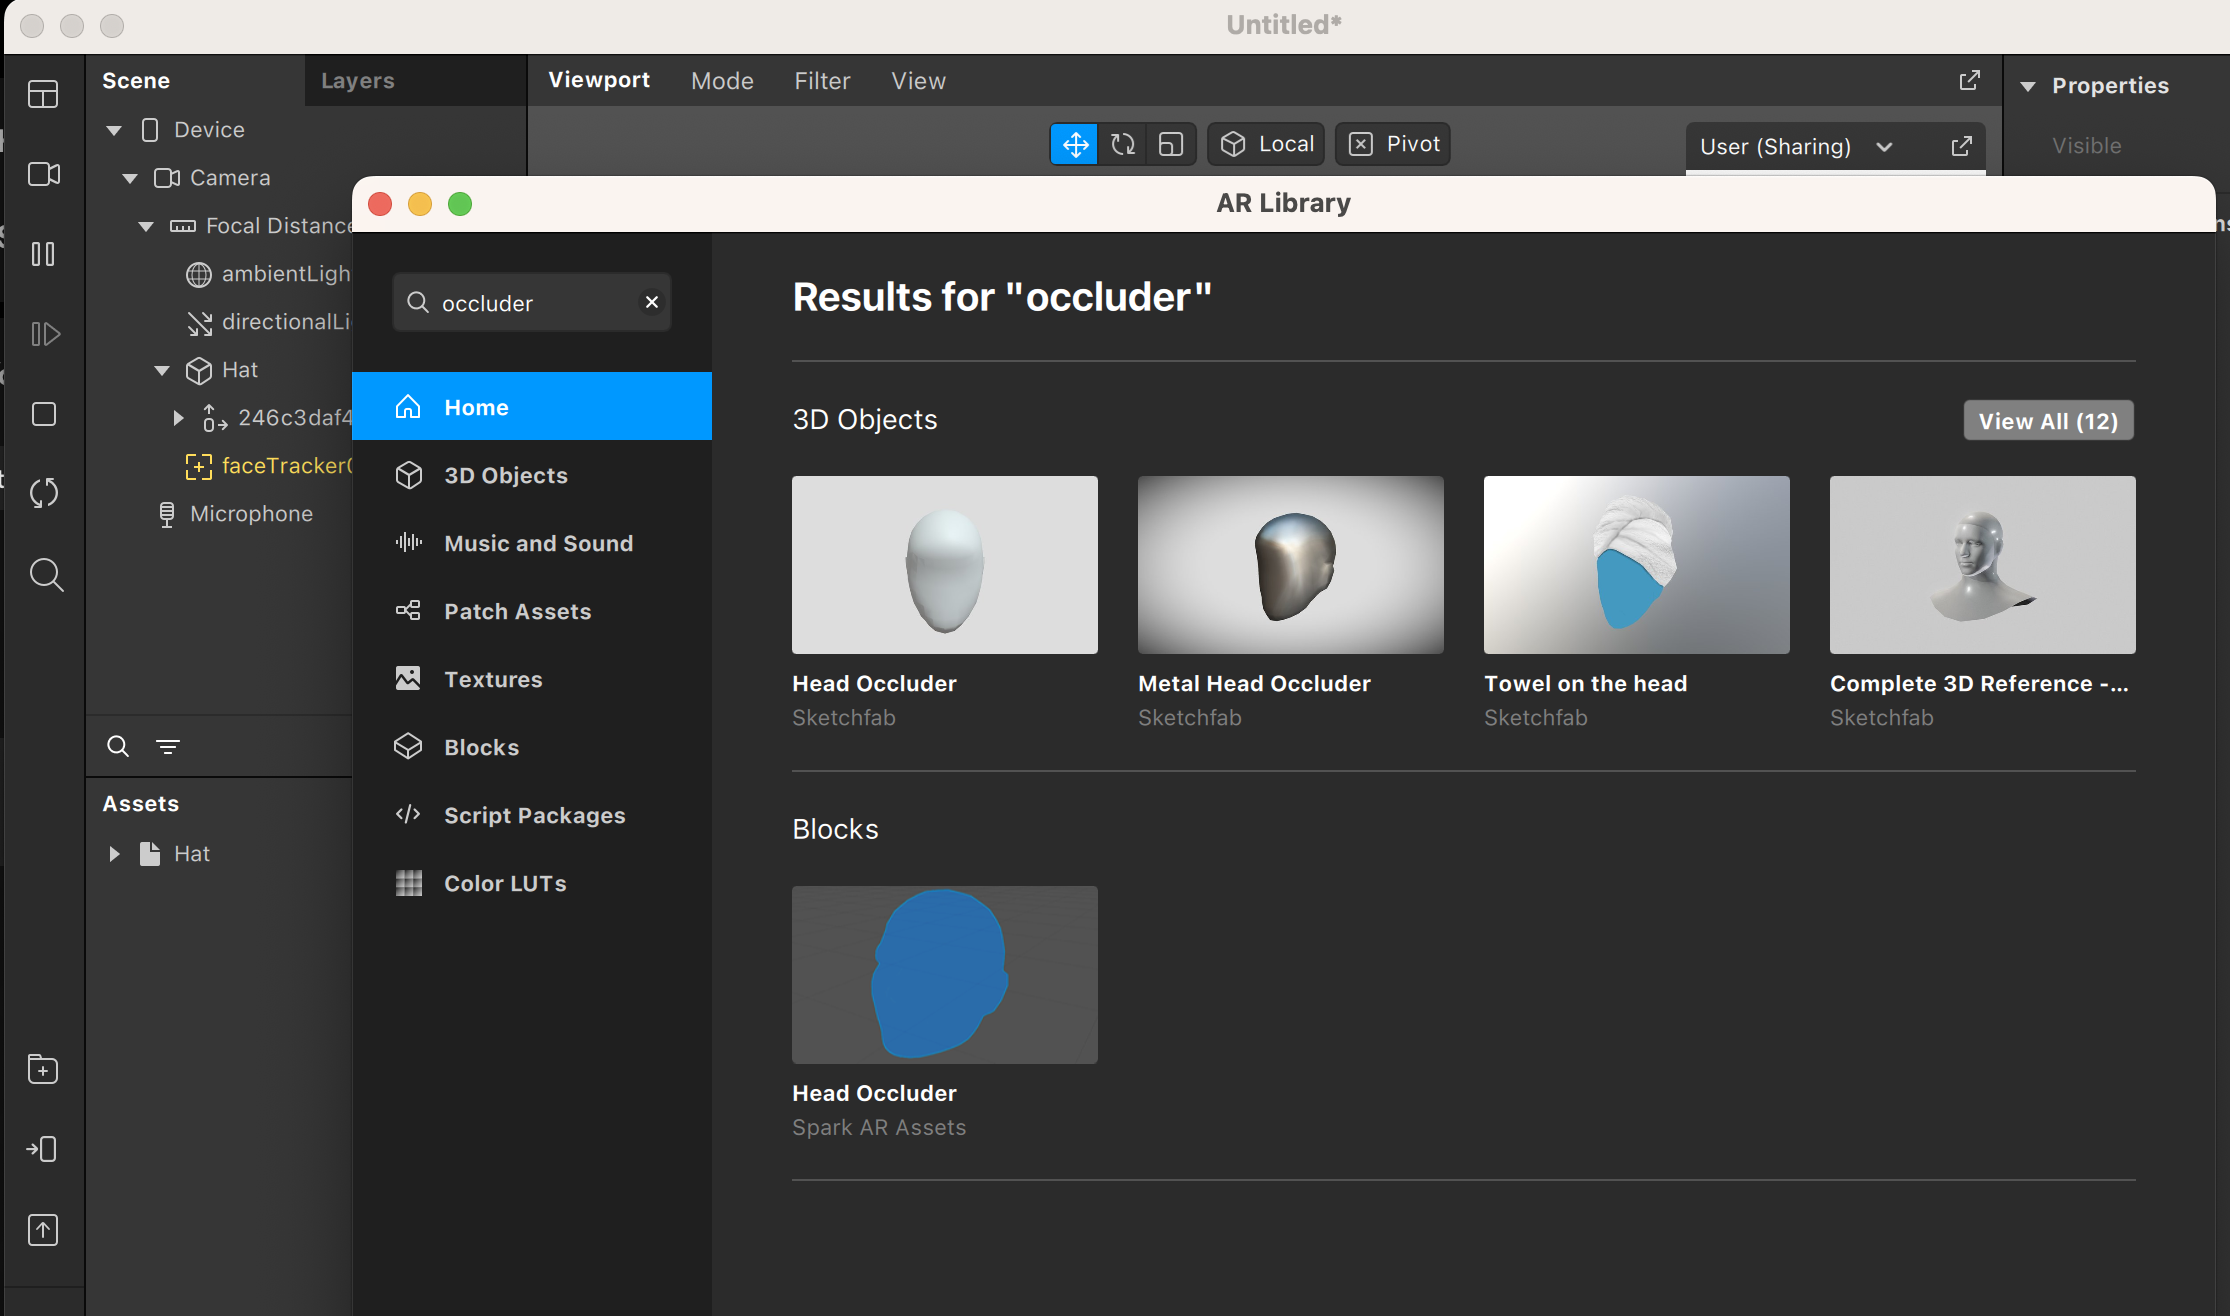 Untitled*
Scene
Layers
Viewport
Mode
Filter
View
Properties
Device
Local
Pivot
User (Sharing)
Visible
Camera
AR Library
Focal Distance
occluder
Results for "occluder"
ambientLigh
directionalLi
Hat
Home
3D Objects
View All (12)
246c3daf4
faceTracker0
3D Objects
Microphone
Music and Sound
Patch Assets
Textures
Head Occluder
Metal Head Occluder
Towel on the head
Complete 3D Reference -...
Sketchfab
Sketchfab
Sketchfab
Sketchfab
Blocks
Assets
Script Packages
Blocks
Hat
Color LUTs
Head Occluder
Spark AR Assets